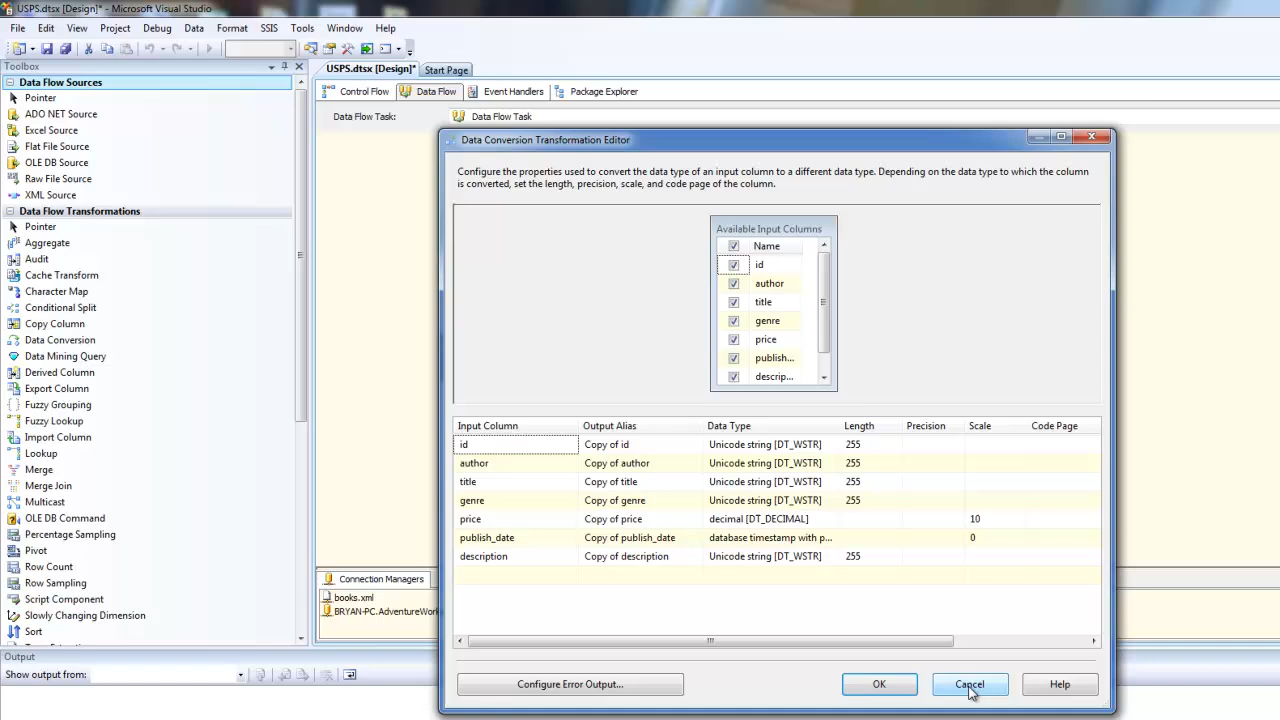 USPS.dtsx [Design]* - Microsoft Visual Studio
File Edit View Project Debug Data Format SSIS Tools Window Help
Toolbox
USPS.dtsx [Design]* Start Page
Data Flow Sources
Pointer
ADO NET Source
Excel Source
Flat File Source
OLE DB Source
Raw File Source
XML Source
Data Flow Transformations
Pointer
Aggregate
Audit
Cache Transform
Character Map
Conditional Split
Copy Column
Data Conversion
Data Mining Query
Derived Column
Export Column
Fuzzy Grouping
Fuzzy Lookup
Import Column
Lookup
Merge
Merge Join
Multicast
OLE DB Command
Percentage Sampling
Pivot
Row Count
Row Sampling
Script Component
Slowly Changing Dimension
Sort
Control Flow Data Flow Event Handlers Package Explorer
Data Flow Task: Data Flow Task
Data Conversion Transformation Editor
Configure the properties used to convert the data type of an input column to a different data type. Depending on the data type to which the column
is converted, set the length, precision, scale, and code page of the column.
Available Input Columns
Name
id
author
title
genre
price
publish...
descrip...
Input Column Output Alias Data Type Length Precision Scale Code Page
id Copy of id Unicode string [DT_WSTR] 255
author Copy of author Unicode string [DT_WSTR] 255
title Copy of title Unicode string [DT_WSTR] 255
genre Copy of genre Unicode string [DT_WSTR] 255
price Copy of price decimal [DT_DECIMAL] 10
publish_date Copy of publish_date database timestamp with p... 0
description Copy of description Unicode string [DT_WSTR] 255
Configure Error Output... OK Cancel Help
Connection Managers
books.xml
BRYAN-PC.AdventureWork
Output
Show output from: